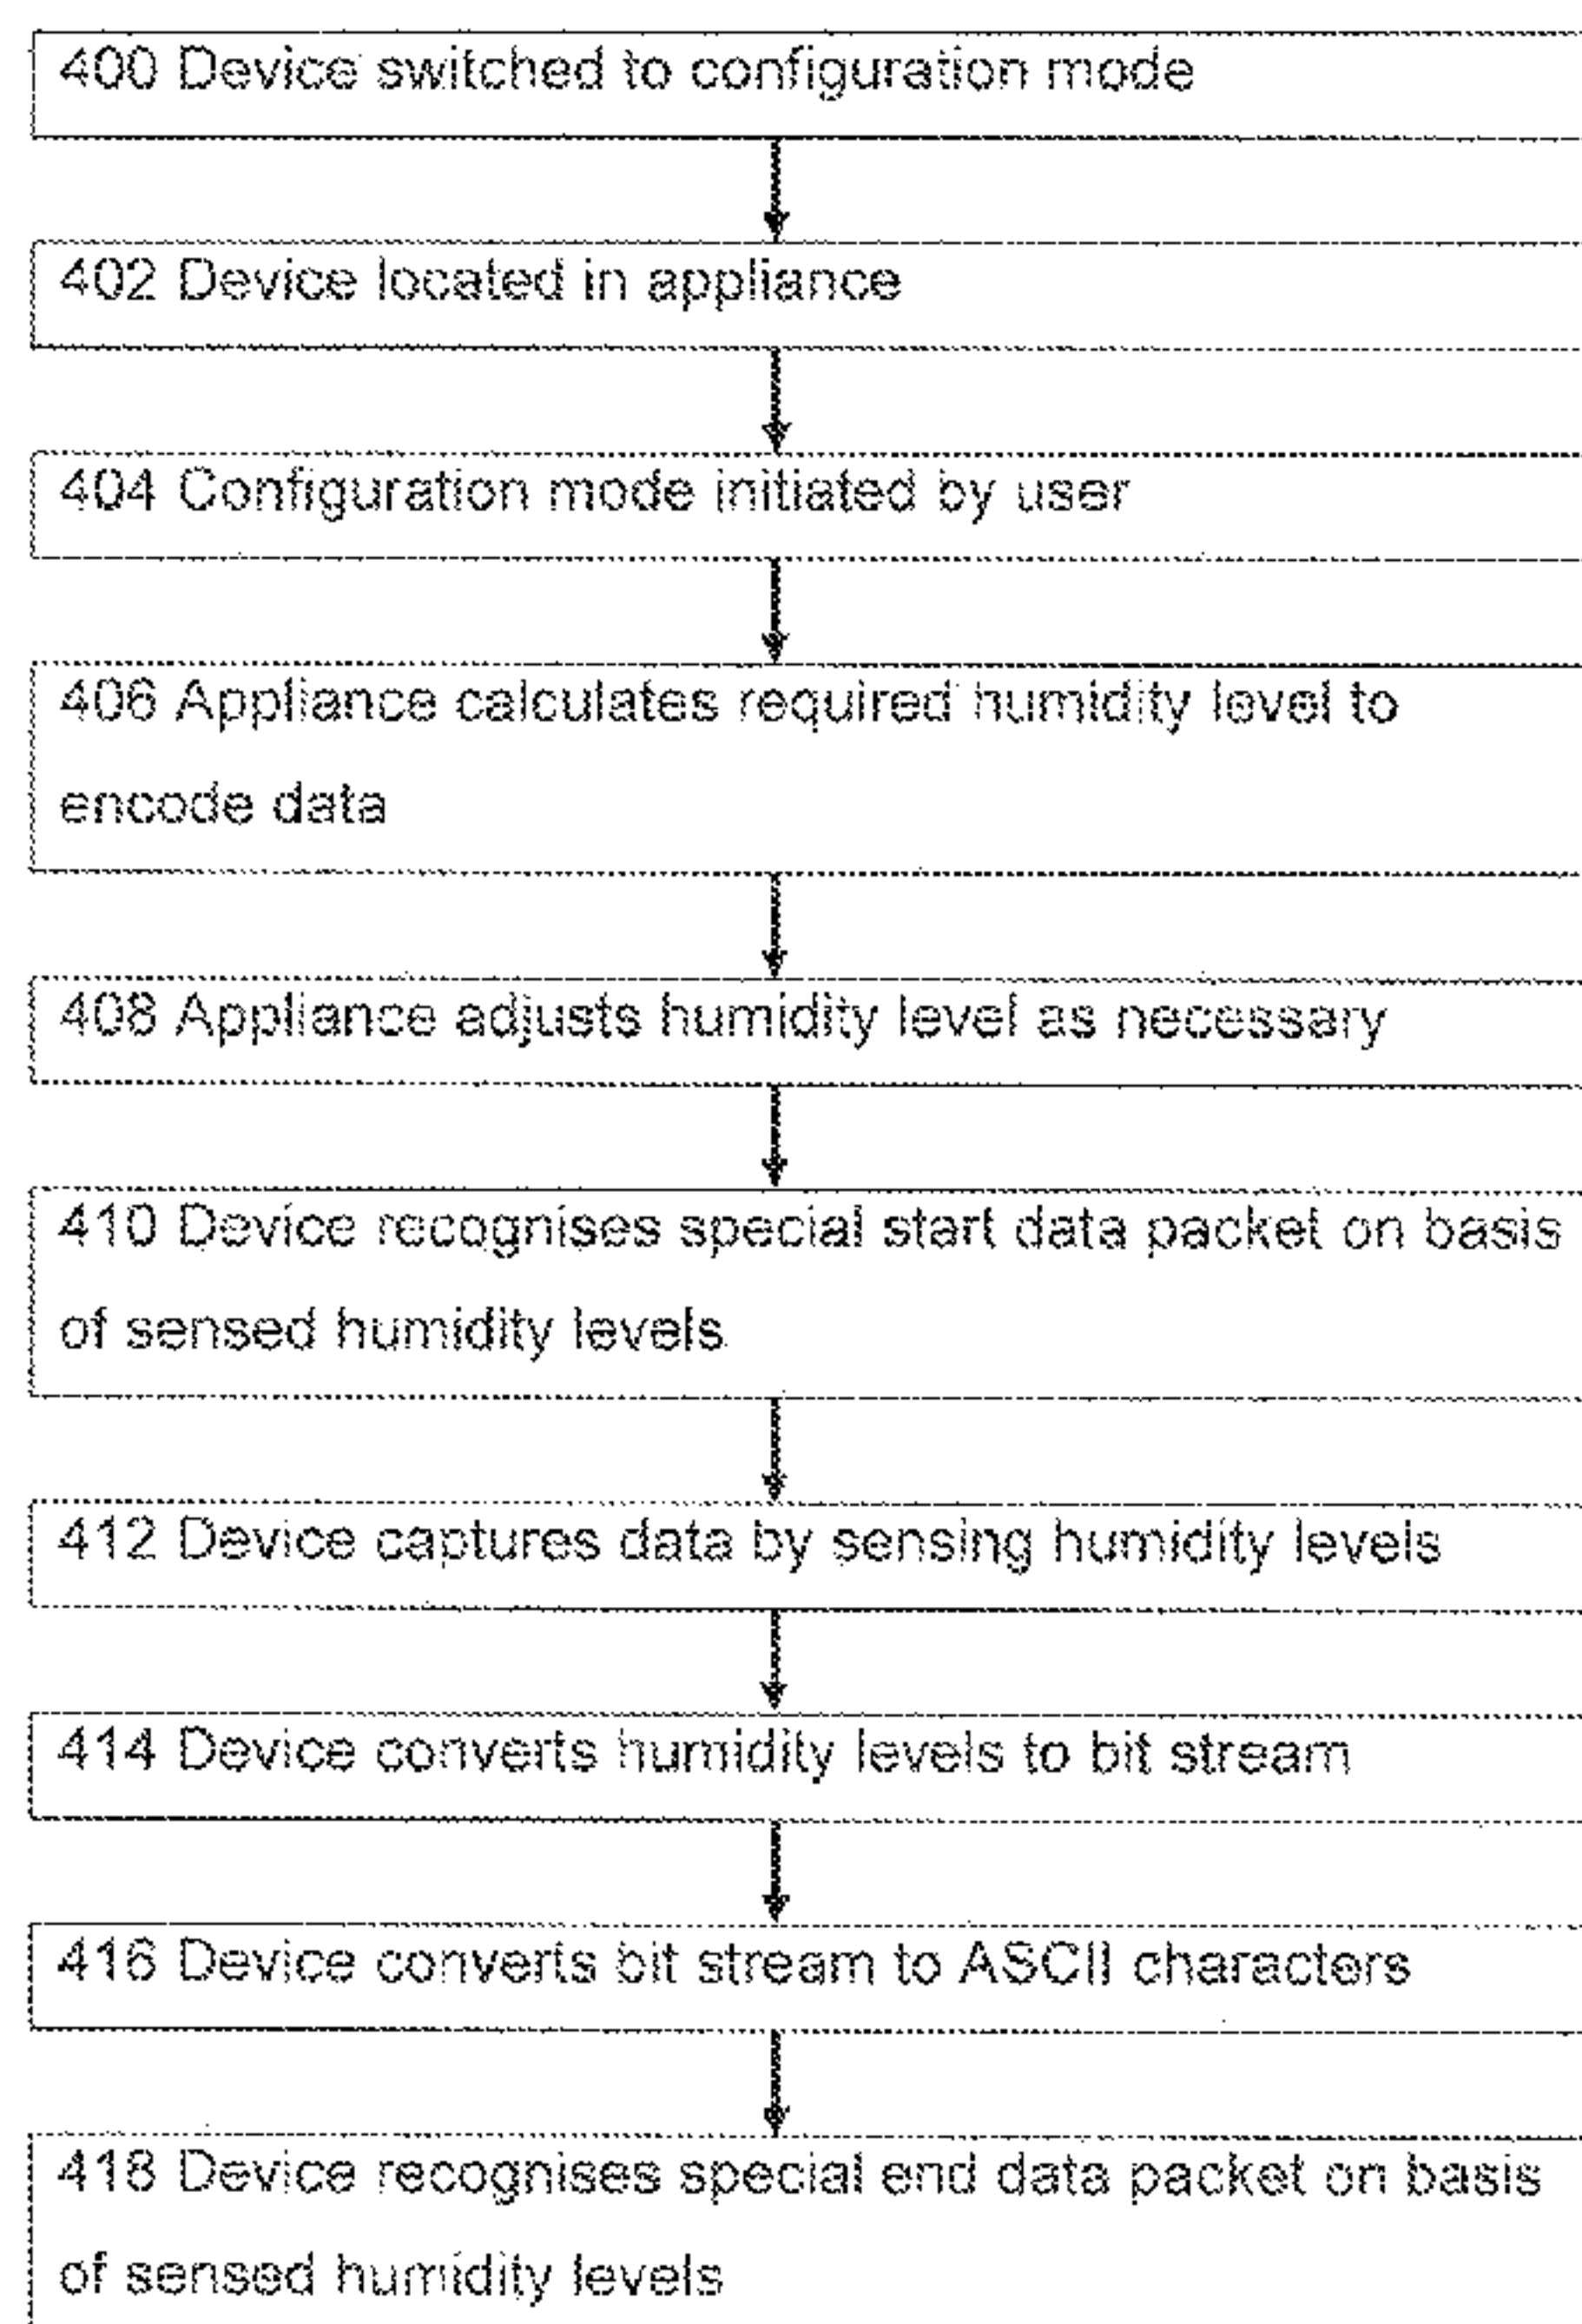 400 Device switched to configuration mode
402 Device located in appliance
404 Configuration mode initiated by user
406 Appliance calculates required humidity level to
encode data
408 Appliance adjusts humidity level as necessary
410 Device recognises special start data packet on basis
of sensed humidity levels
412 Device captures data by sensing humidity levels
414 Device converts humidity levels to bit stream
416 Device converts bit stream to ASCII characters
418 Device recognises special end data packet on basis
of sensed humidity levels